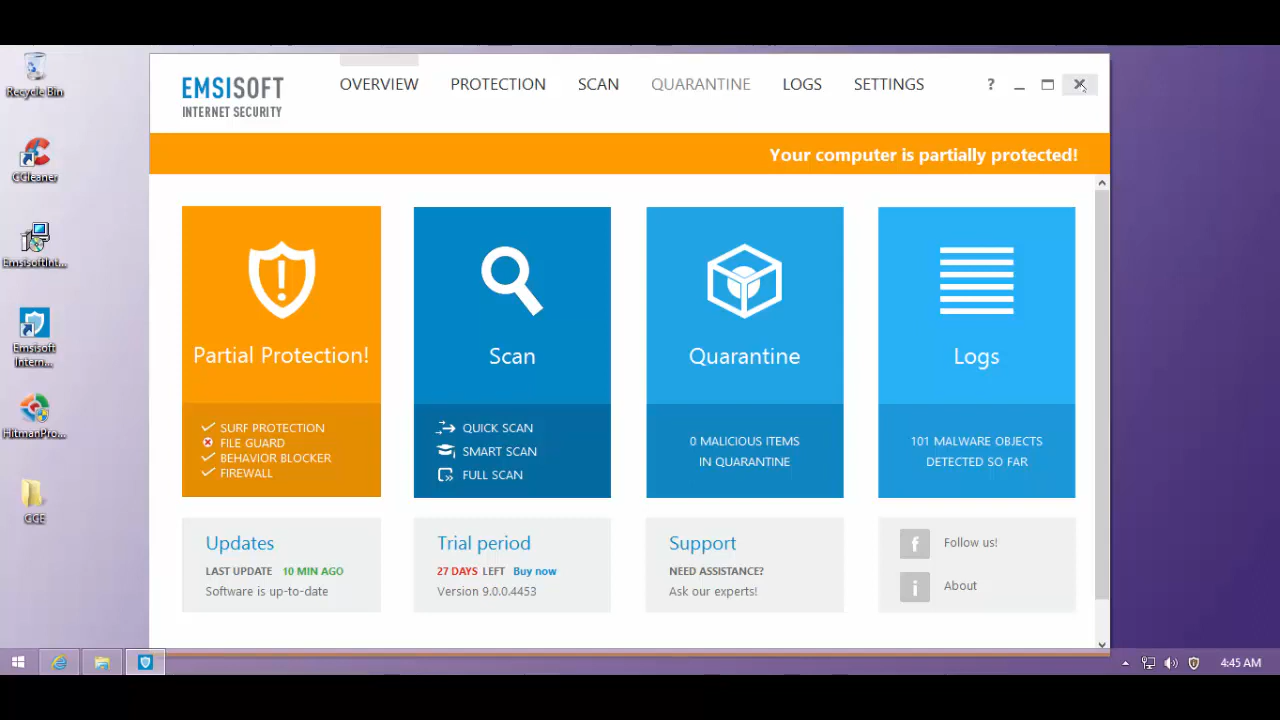 Recycle Bin
CCleaner
EmsisoftInt...
Emsisoft
Intern...
HitmanPro...
CCE
EMSISOFT
INTERNET SECURITY
OVERVIEW
PROTECTION
SCAN
QUARANTINE
LOGS
SETTINGS
?
Your computer is partially protected!
Partial Protection!
SURF PROTECTION
FILE GUARD
BEHAVIOR BLOCKER
FIREWALL
Scan
QUICK SCAN
SMART SCAN
FULL SCAN
Quarantine
0 MALICIOUS ITEMS
IN QUARANTINE
Logs
101 MALWARE OBJECTS
DETECTED SO FAR
Updates
LAST UPDATE 10 MIN AGO
Software is up-to-date
Trial period
27 DAYS LEFT Buy now
Version 9.0.0.4453
Support
NEED ASSISTANCE?
Ask our experts!
Follow us!
About
4:45 AM